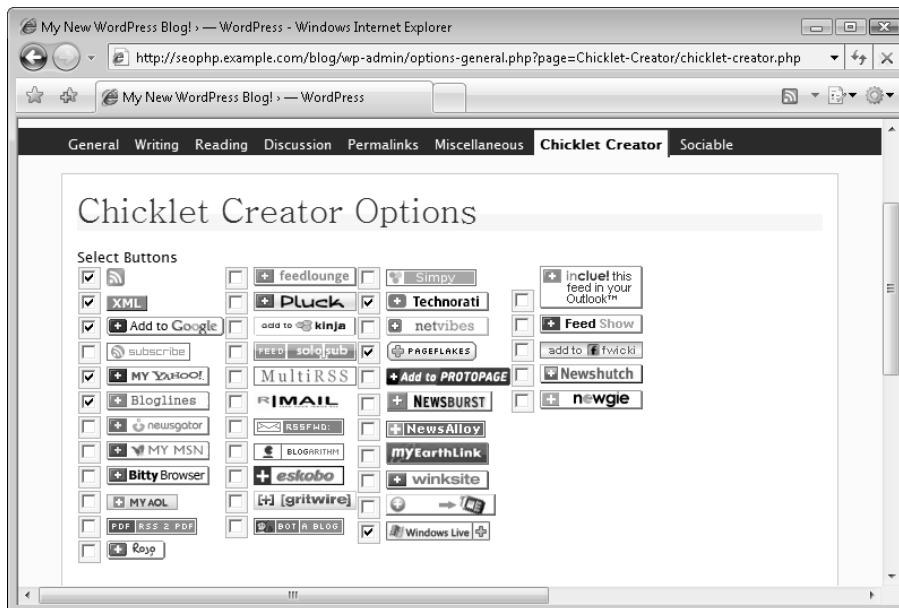 My New WordPress Blog! › — WordPress - Windows Internet Explorer
http://seophp.example.com/blog/wp-admin/options-general.php?page=Chicklet-Creator/chicklet-creator.php
My New WordPress Blog! › — WordPress
General Writing Reading Discussion Permalinks Miscellaneous Chicklet Creator Sociable
Chicklet Creator Options
Select Buttons
feedlounge Simpy inclue! this
feed in your
Outlook™
XML Pluck Technorati
Add to Google add to kinja netvibes Feed Show
subscribe FEED solo sub PAGEFLAKES add to fwicki
MY YAHOO! MultiRSS Add to PROTOPAGE Newshutch
Bloglines R|MAIL NEWSBURST newgie
newsgator RSSFWD: NewsAlloy
MY MSN BLOGARITHM myEarthLink
Bitty Browser eskobo winksite
MY AOL [+] [gritwire]
PDF RSS 2 PDF BOT A BLOG Windows Live
Rojo